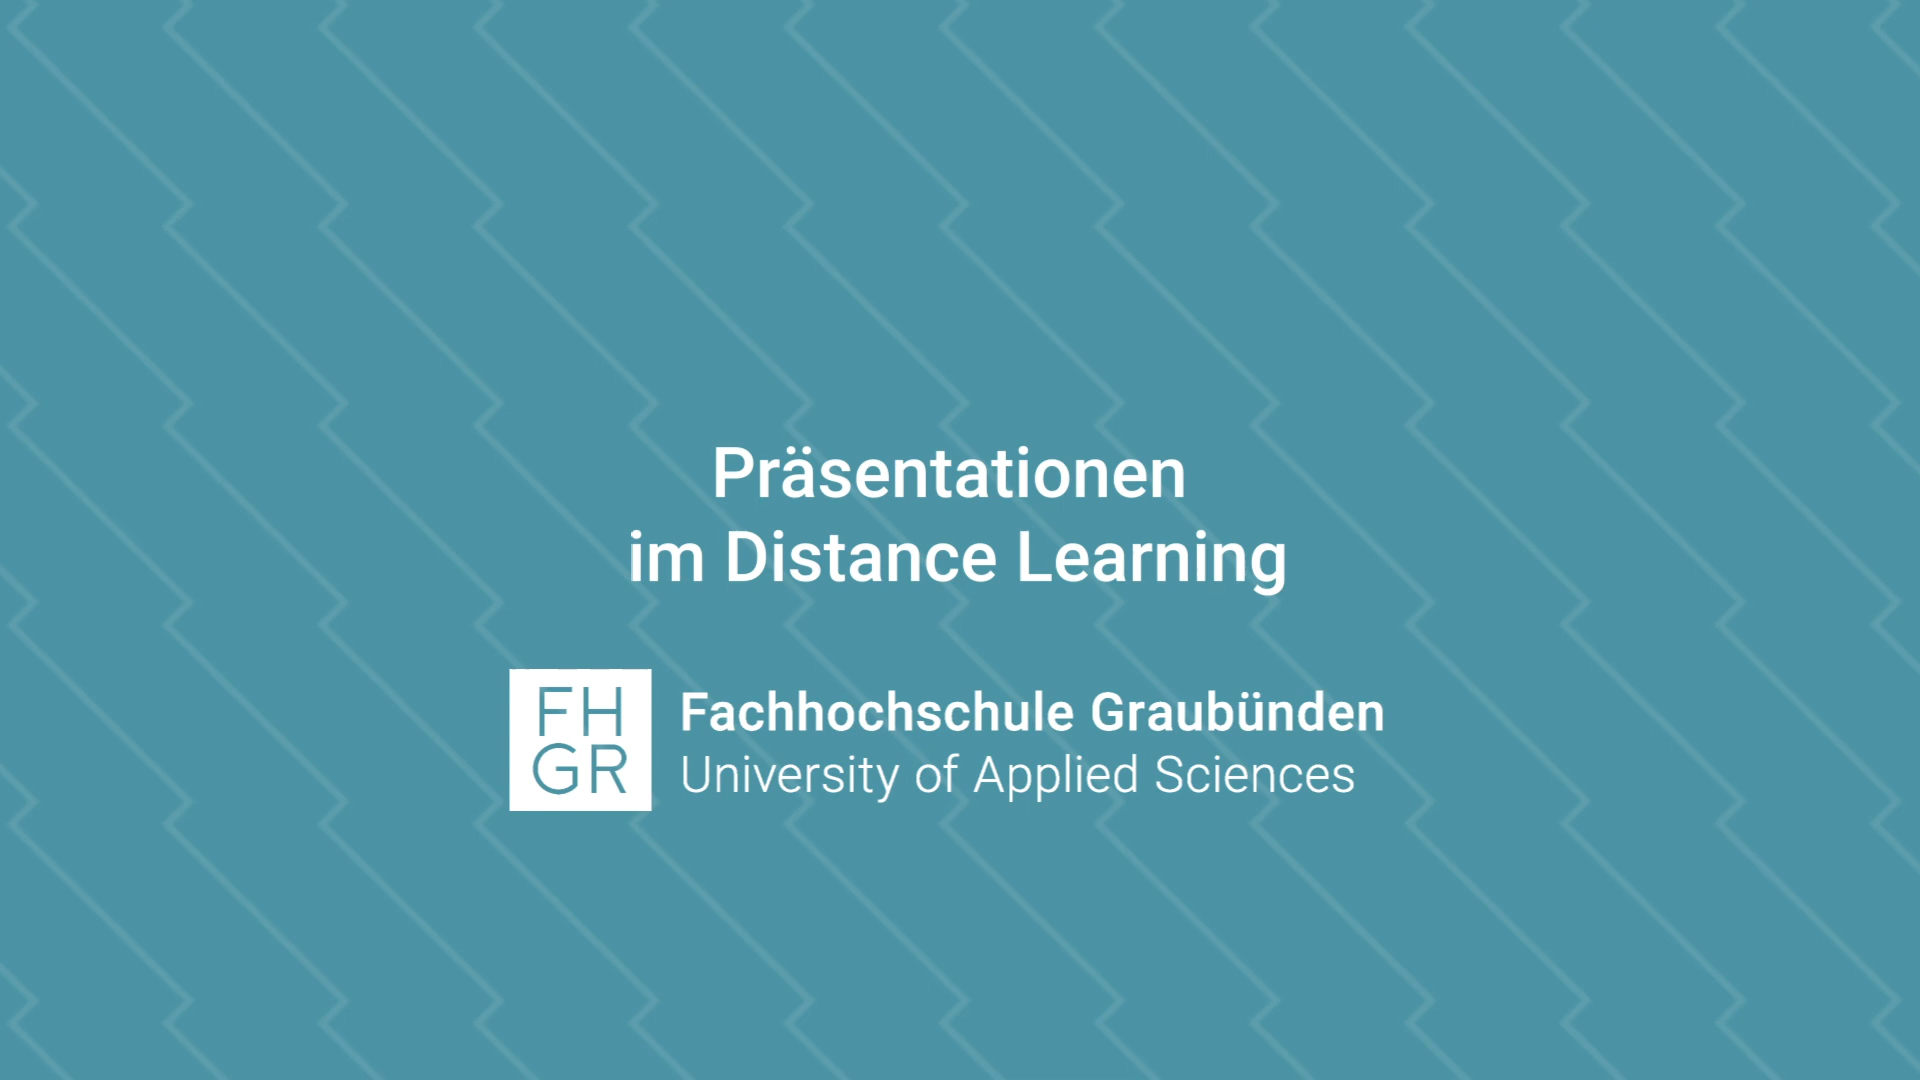 Präsentationen
im Distance Learning
FH
GR
Fachhochschule Graubünden
University of Applied Sciences